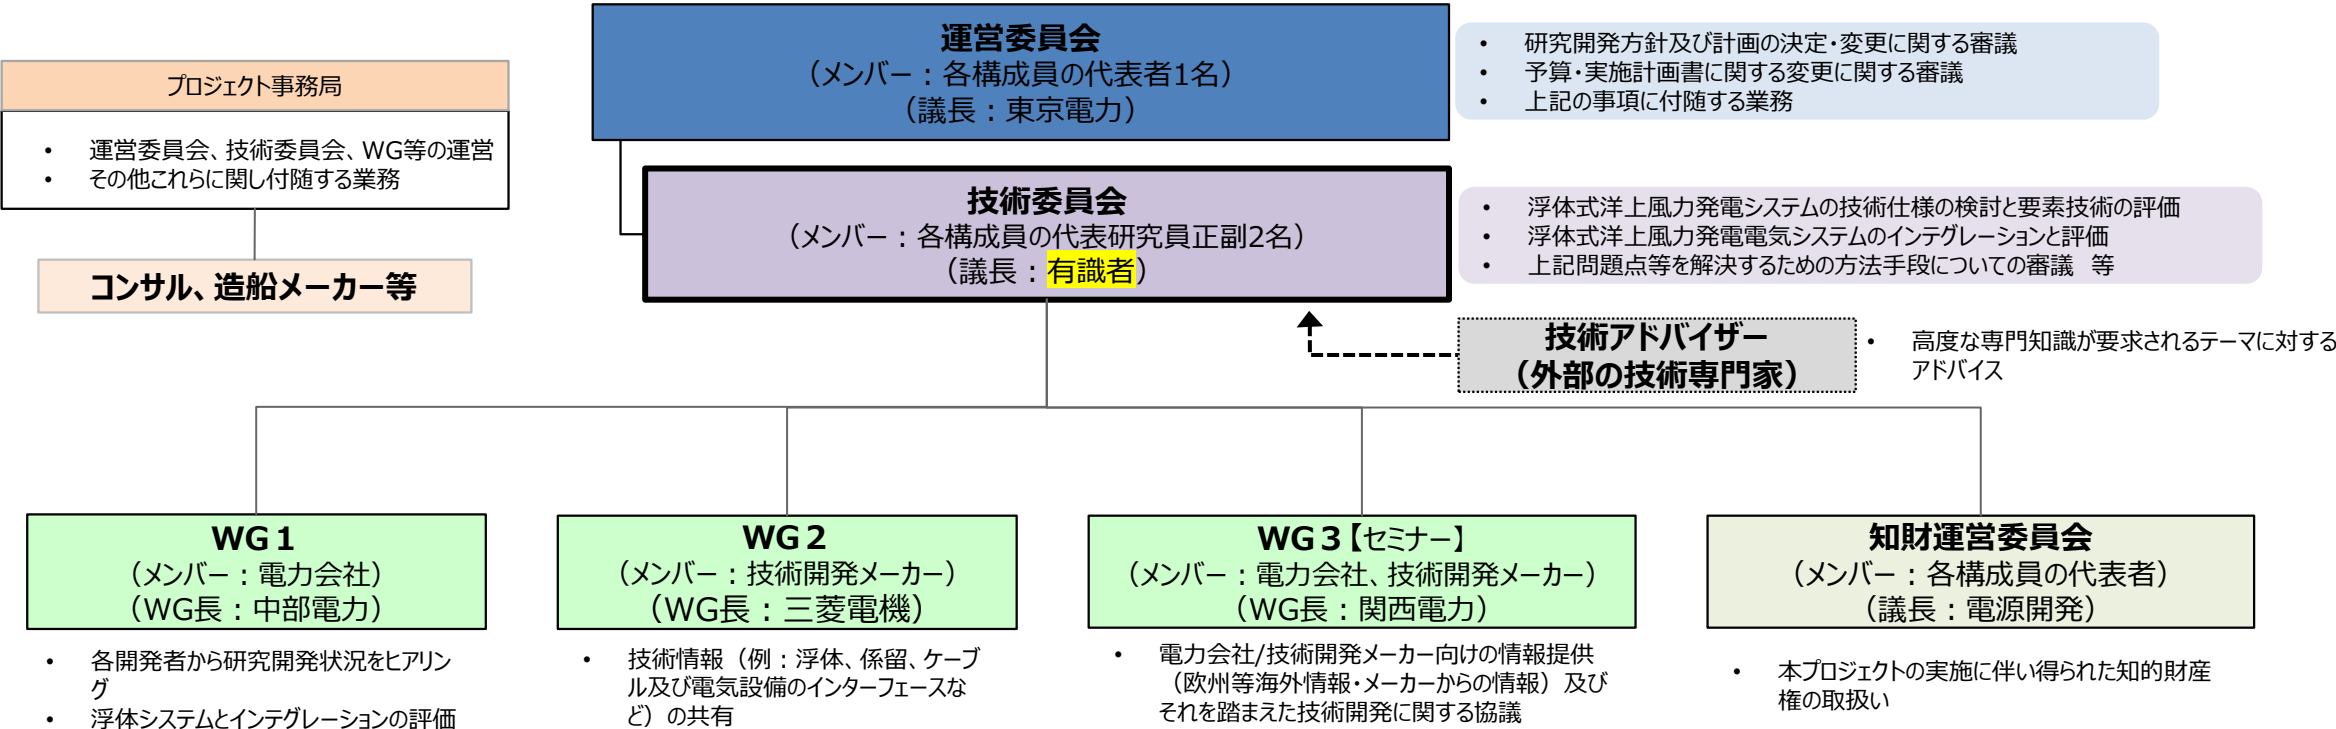 運営委員会
（メンバー：各構成員の代表者1名）
（議長：東京電力）
• 研究開発方針及び計画の決定・変更に関する審議
• 予算・実施計画書に関する変更に関する審議
• 上記の事項に付随する業務
プロジェクト事務局
• 運営委員会、技術委員会、WG等の運営
• その他これらに関し付随する業務
コンサル、造船メーカー等
技術委員会
（メンバー：各構成員の代表研究員正副2名）
（議長：有識者）
• 浮体式洋上風力発電システムの技術仕様の検討と要素技術の評価
• 浮体式洋上風力発電電気システムのインテグレーションと評価
• 上記問題点等を解決するための方法手段についての審議　等
技術アドバイザー
（外部の技術専門家）
• 高度な専門知識が要求されるテーマに対する
アドバイス
WG１
（メンバー：電力会社）
（WG長：中部電力）
• 各開発者から研究開発状況をヒアリン
グ
• 浮体システムとインテグレーションの評価
WG２
（メンバー：技術開発メーカー）
（WG長：三菱電機）
• 技術情報（例：浮体、係留、ケーブ
ル及び電気設備のインターフェースな
ど）の共有
WG３【セミナー】
（メンバー：電力会社、技術開発メーカー）
（WG長：関西電力）
• 電力会社/技術開発メーカー向けの情報提供
（欧州等海外情報・メーカーからの情報）及び
それを踏まえた技術開発に関する協議
知財運営委員会
（メンバー：各構成員の代表者）
（議長：電源開発）
• 本プロジェクトの実施に伴い得られた知的財産
権の取扱い